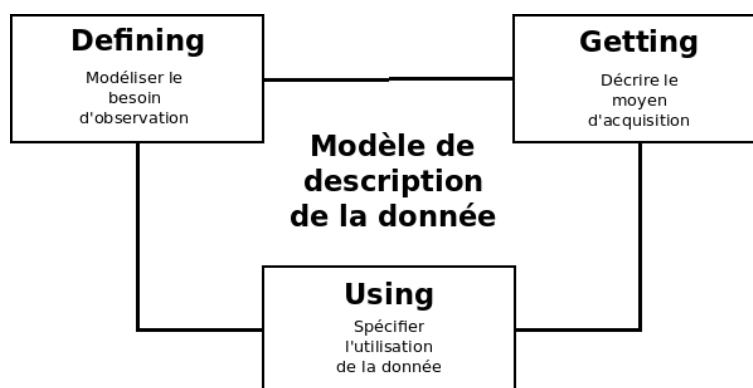 Defining
Modéliser le
besoin
d'observation
Getting
Décrire le
moyen
d'acquisition
Modèle de
description
de la donnée
Using
Spécifier
l'utilisation
de la donnée